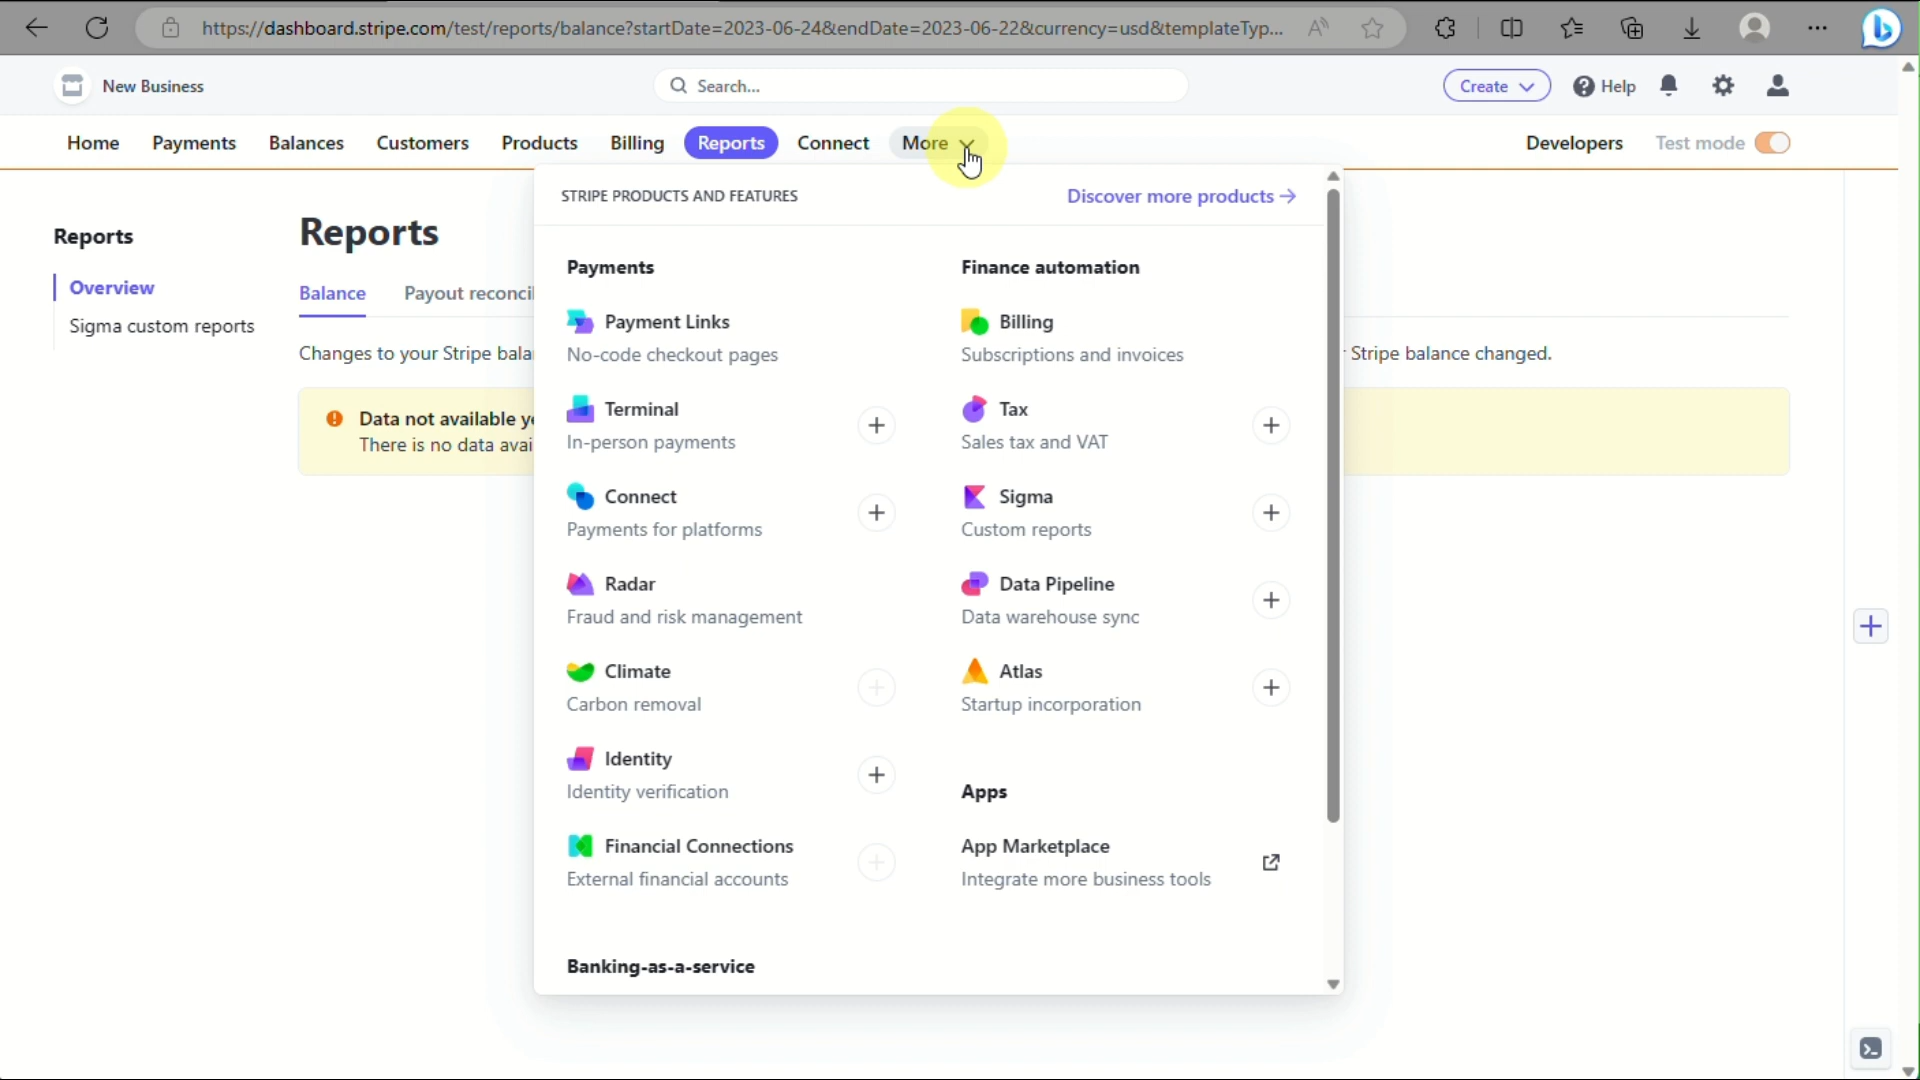 https://dashboard.stripe.com/test/reports/balance?startDate=2023-06-24&endDate=2023-06-22&currency=usd&templateTyp...
New Business
Search...
Create
Help
Home Payments Balances Customers Products Billing Reports Connect More Developers Test mode
Reports
Overview
Sigma custom reports
Reports
Balance Payout reconcil
Changes to your Stripe bala
Stripe balance changed.
Data not available ye
There is no data avai
STRIPE PRODUCTS AND FEATURES Discover more products →
Payments
Payment Links
No-code checkout pages
Terminal
In-person payments
Connect
Payments for platforms
Radar
Fraud and risk management
Climate
Carbon removal
Identity
Identity verification
Financial Connections
External financial accounts
Banking-as-a-service
Finance automation
Billing
Subscriptions and invoices
Tax
Sales tax and VAT
Sigma
Custom reports
Data Pipeline
Data warehouse sync
Atlas
Startup incorporation
Apps
App Marketplace
Integrate more business tools